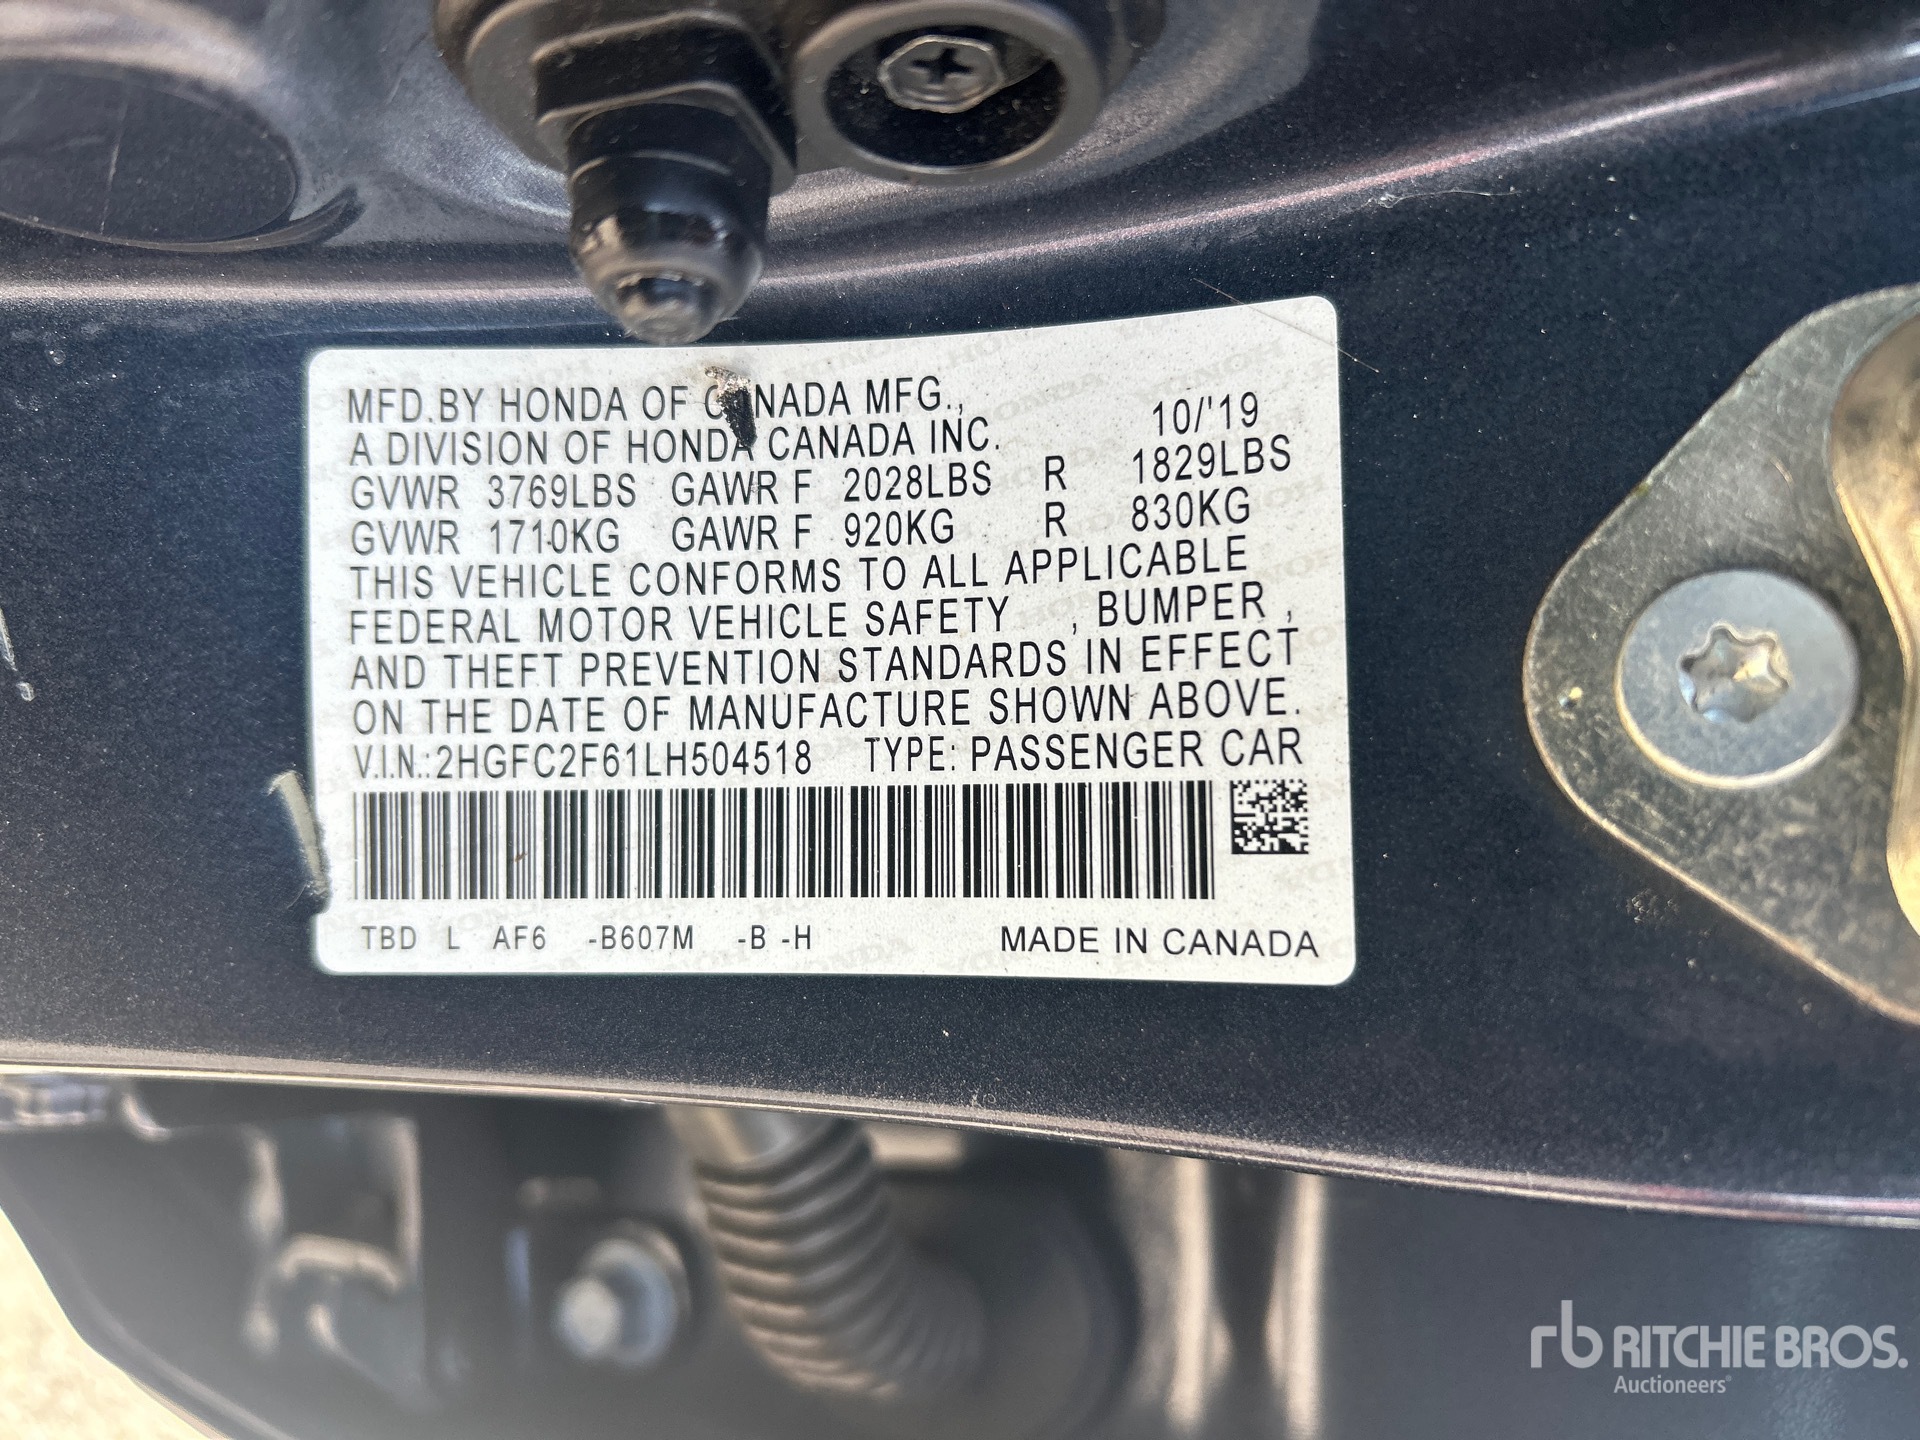 MFD.BY HONDA OF CANADA MFG.,
A DIVISION OF HONDA CANADA INC. 10/'19
GVWR 3769LBS GAWR F 2028LBS R 1829LBS
GVWR 1710KG GAWR F 920KG R 830KG
THIS VEHICLE CONFORMS TO ALL APPLICABLE
FEDERAL MOTOR VEHICLE SAFETY , BUMPER ,
AND THEFT PREVENTION STANDARDS IN EFFECT
ON THE DATE OF MANUFACTURE SHOWN ABOVE.
V.I.N.:2HGFC2F61LH504518 TYPE: PASSENGER CAR
TBD L AF6 -B607M -B -H MADE IN CANADA
rb RITCHIE BROS.
Auctioneers